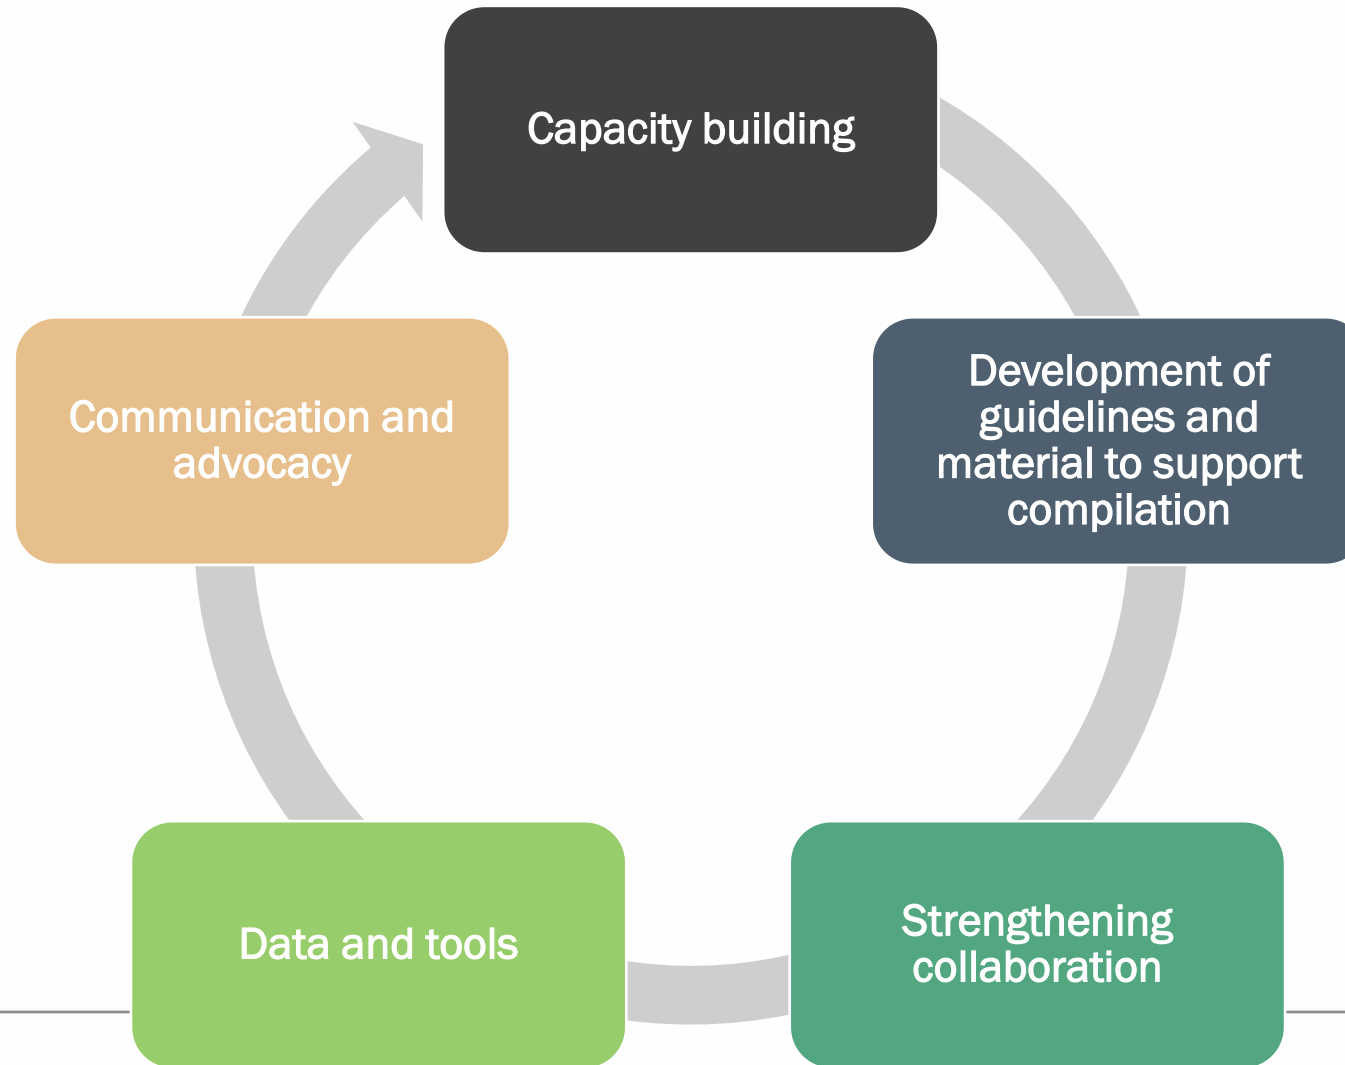 Capacity building
Development of
guidelines and
material to support
compilation
Strengthening
collaboration
Data and tools
Communication and
advocacy